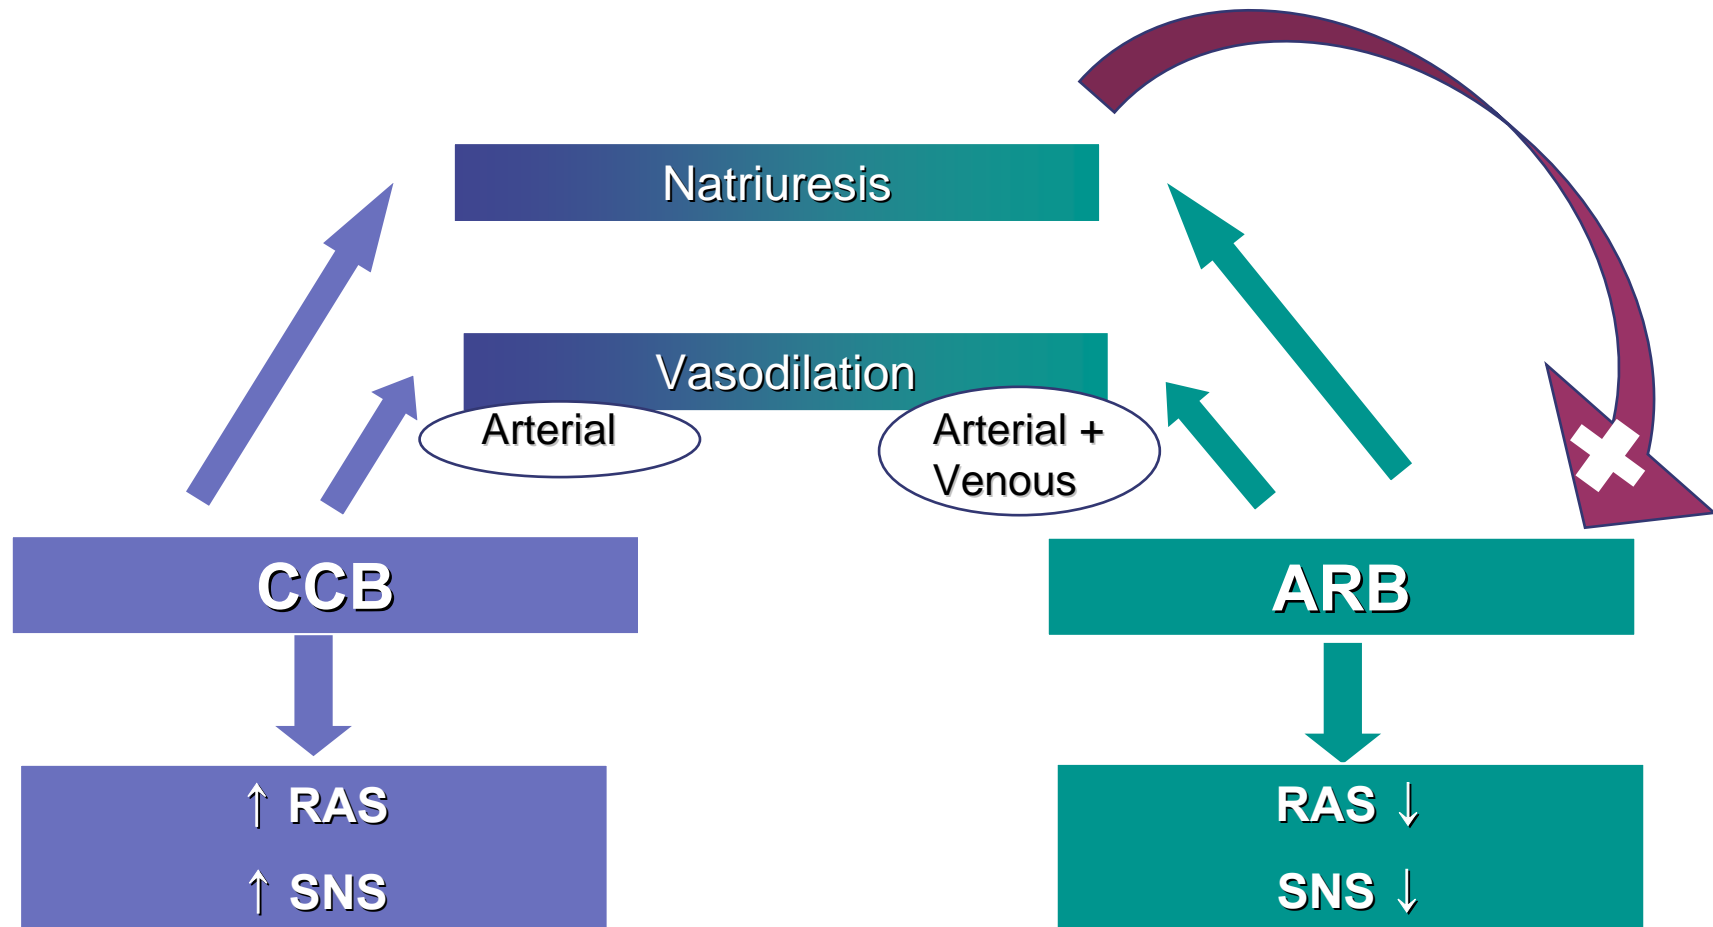 Natriuresis
Vasodilation
Arterial
Arterial +
Venous
CCB
ARB
↑ RAS
↑ SNS
RAS ↓
SNS ↓